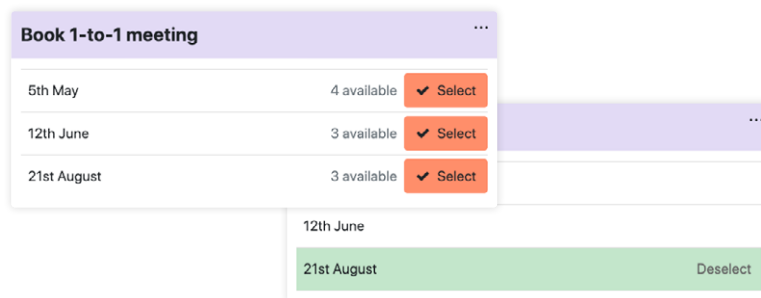 Book 1-to-1 meeting ...
5th May 4 available ✔ Select
12th June 3 available ✔ Select
21st August 3 available ✔ Select
...
12th June
21st August Deselect